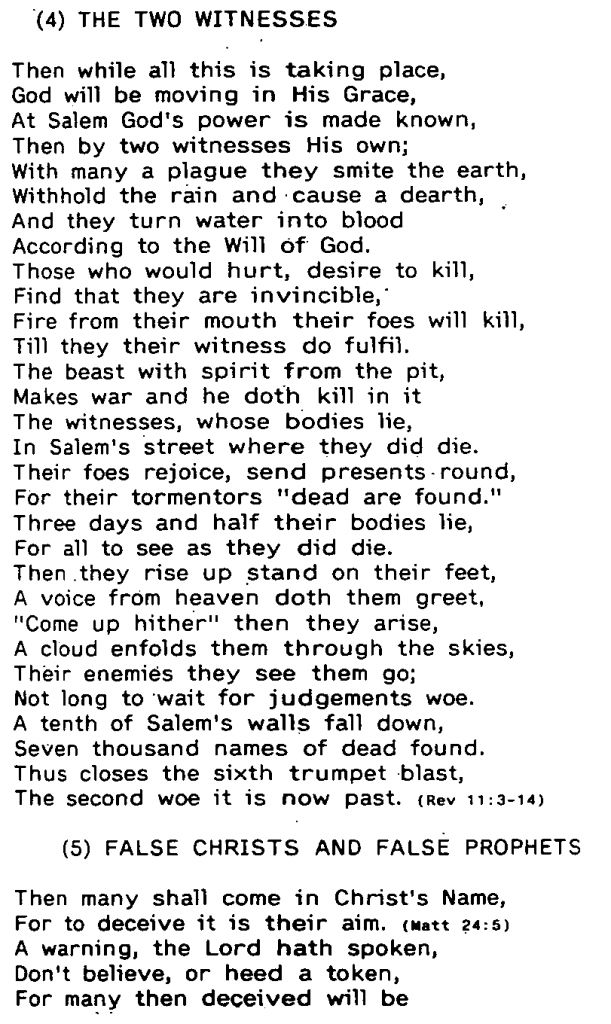 (4) THE TWO WITNESSES
Then while all this is taking place,
God will be moving in His Grace,
At Salem God's power is made known,
Then by two witnesses His own;
With many a plague they smite the earth,
Withhold the rain and cause a dearth,
And they turn water into blood
According to the Will of God.
Those who would hurt, desire to kill,
Find that they are invincible,
Fire from their mouth their foes will kill,
Till they their witness do fulfil.
The beast with spirit from the pit,
Makes war and he doth kill in it
The witnesses, whose bodies lie,
In Salem's street where they did die.
Their foes rejoice, send presents round,
For their tormentors "dead are found."
Three days and half their bodies lie,
For all to see as they did die.
Then they rise up stand on their feet,
A voice from heaven doth them greet,
"Come up hither" then they arise,
A cloud enfolds them through the skies,
Their enemies they see them go;
Not long to wait for judgements woe.
A tenth of Salem's walls fall down,
Seven thousand names of dead found.
Thus closes the sixth trumpet blast,
The second woe it is now past. (Rev 11:3-14)
(5) FALSE CHRISTS AND FALSE PROPHETS
Then many shall come in Christ's Name,
For to deceive it is their aim. (Matt 24:5)
A warning, the Lord hath spoken,
Don't believe, or heed a token,
For many then deceived will be